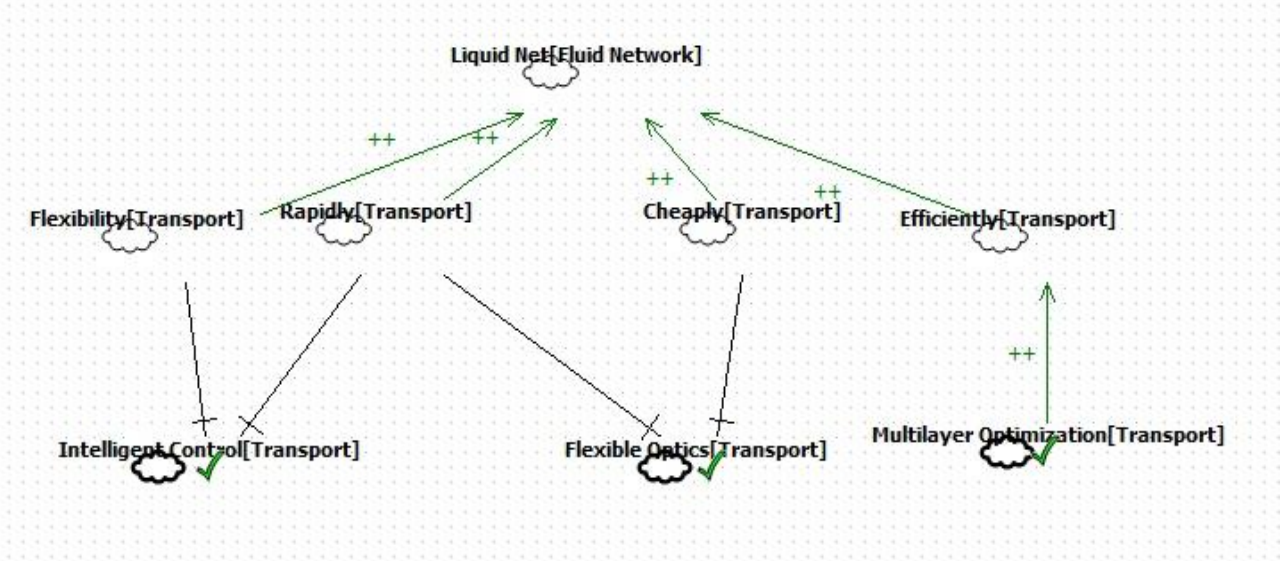 Liquid Net[Fluid Network]
++
++
++
++
Flexibility[Transport]
Rapidly[Transport]
Cheaply[Transport]
Efficiently[Transport]
++
Intelligent Control[Transport]
Flexible Optics[Transport]
Multilayer Optimization[Transport]